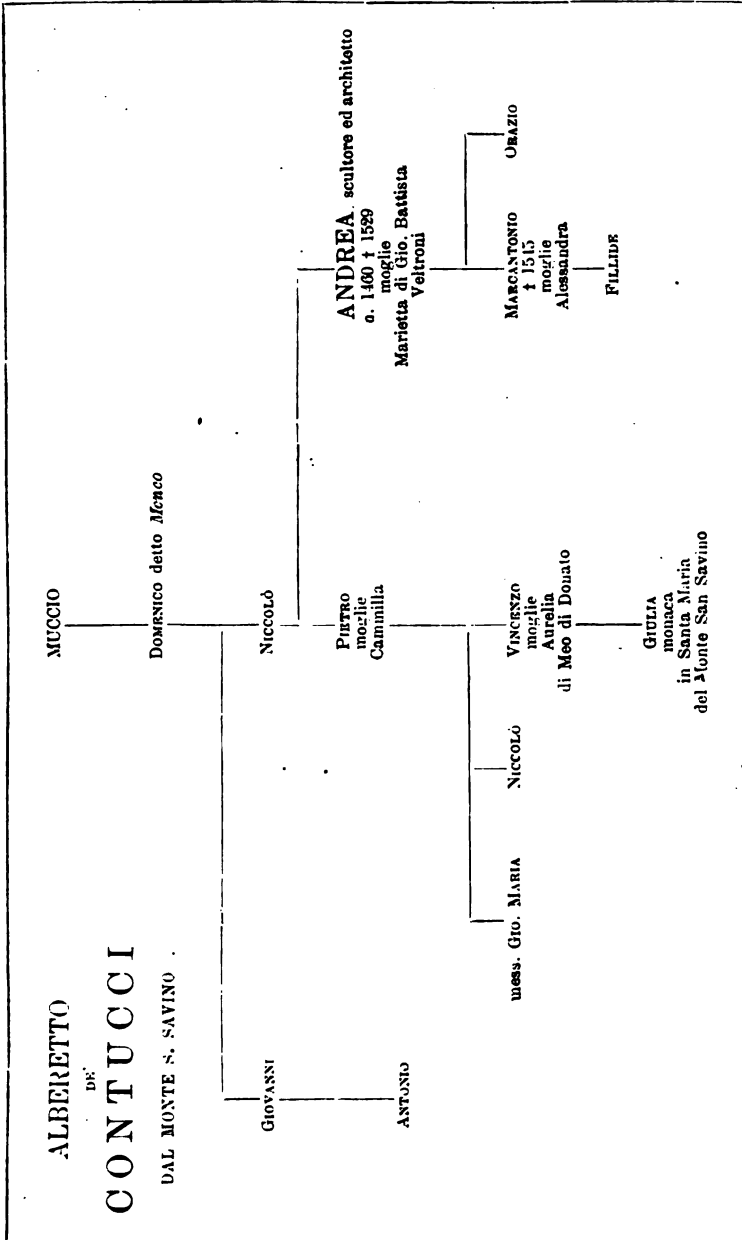 ALBERETTO
DE'
CONTUCCI
DAL MONTE S. SAVINO.
MUCCIO
DOMENICO detto Menco
GIOVANNI
NICCOLÒ
ANTONIO
PIETRO
moglie
Cammilla
ANDREA scultore ed architetto
n. 1460 † 1529
moglie
Marietta di Gio. Battista
Veltroni
mess. GIO. MARIA
NICCOLÒ
VINCENZO
moglie
Aurelia
di Meo di Donato
MARCANTONIO
† 1515
moglie
Alessandra
ORAZIO
GIULIA
monaca
in Santa Maria
del Monte San Savino
FILLIDE